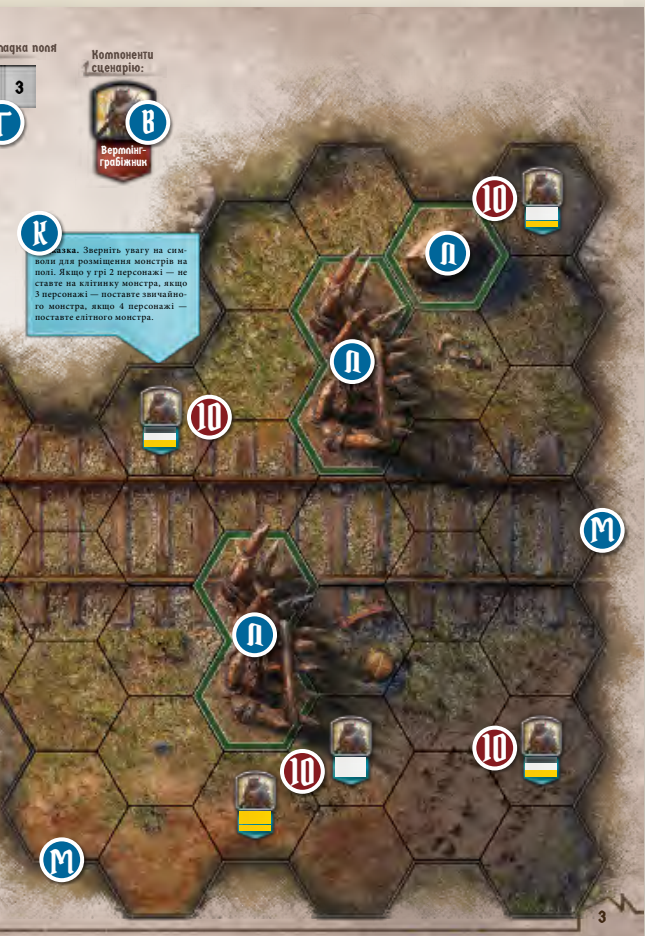 адка поля
Компоненти
сценарію:
3
Г
В
Вермлінг-
грабіжник
К
азка. Зверніть увагу на сим-
воли для розміщення монстрів на
полі. Якщо у грі 2 персонажі — не
ставте на клітинку монстра, якщо
3 персонажі — поставте звичайно-
го монстра, якщо 4 персонажі —
поставте елітного монстра.
10
Л
Л
10
М
Л
10
10
М
3